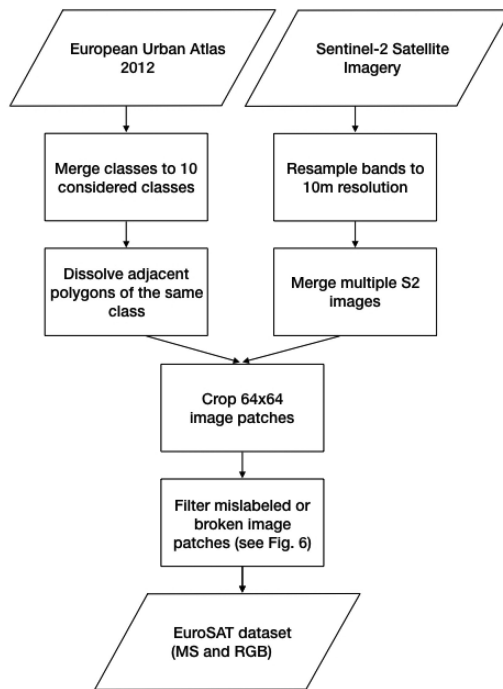 European Urban Atlas
2012
Sentinel-2 Satellite
Imagery
Merge classes to 10
considered classes
Resample bands to
10m resolution
Dissolve adjacent
polygons of the same
class
Merge multiple S2
images
Crop 64x64
image patches
Filter mislabeled or
broken image
patches (see Fig. 6)
EuroSAT dataset
(MS and RGB)